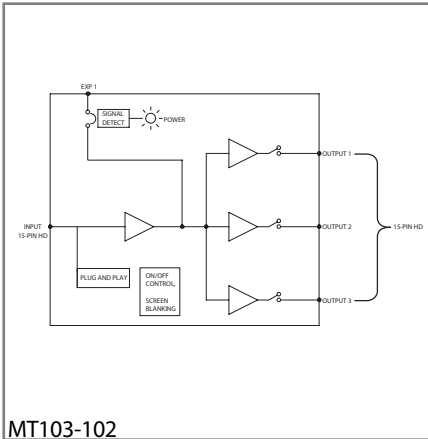 EXP 1
SIGNAL
DETECT
POWER
OUTPUT 1
INPUT
15-PIN HD
OUTPUT 2
15-PIN HD
PLUG AND PLAY
ON/OFF
CONTROL,
SCREEN
BLANKING
OUTPUT 3
MT103-102